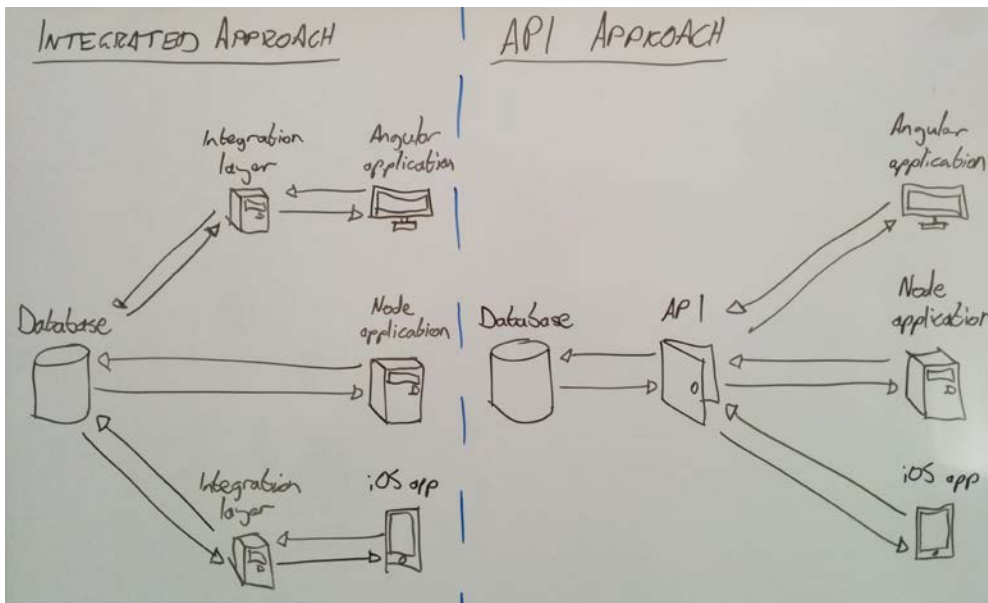 INTEGRATED APPROACH
Integration
layer
Angular
application
Database
Node
application
Integration
layer
iOS app
API APPROACH
Angular
application
Database
API
Node
application
iOS app